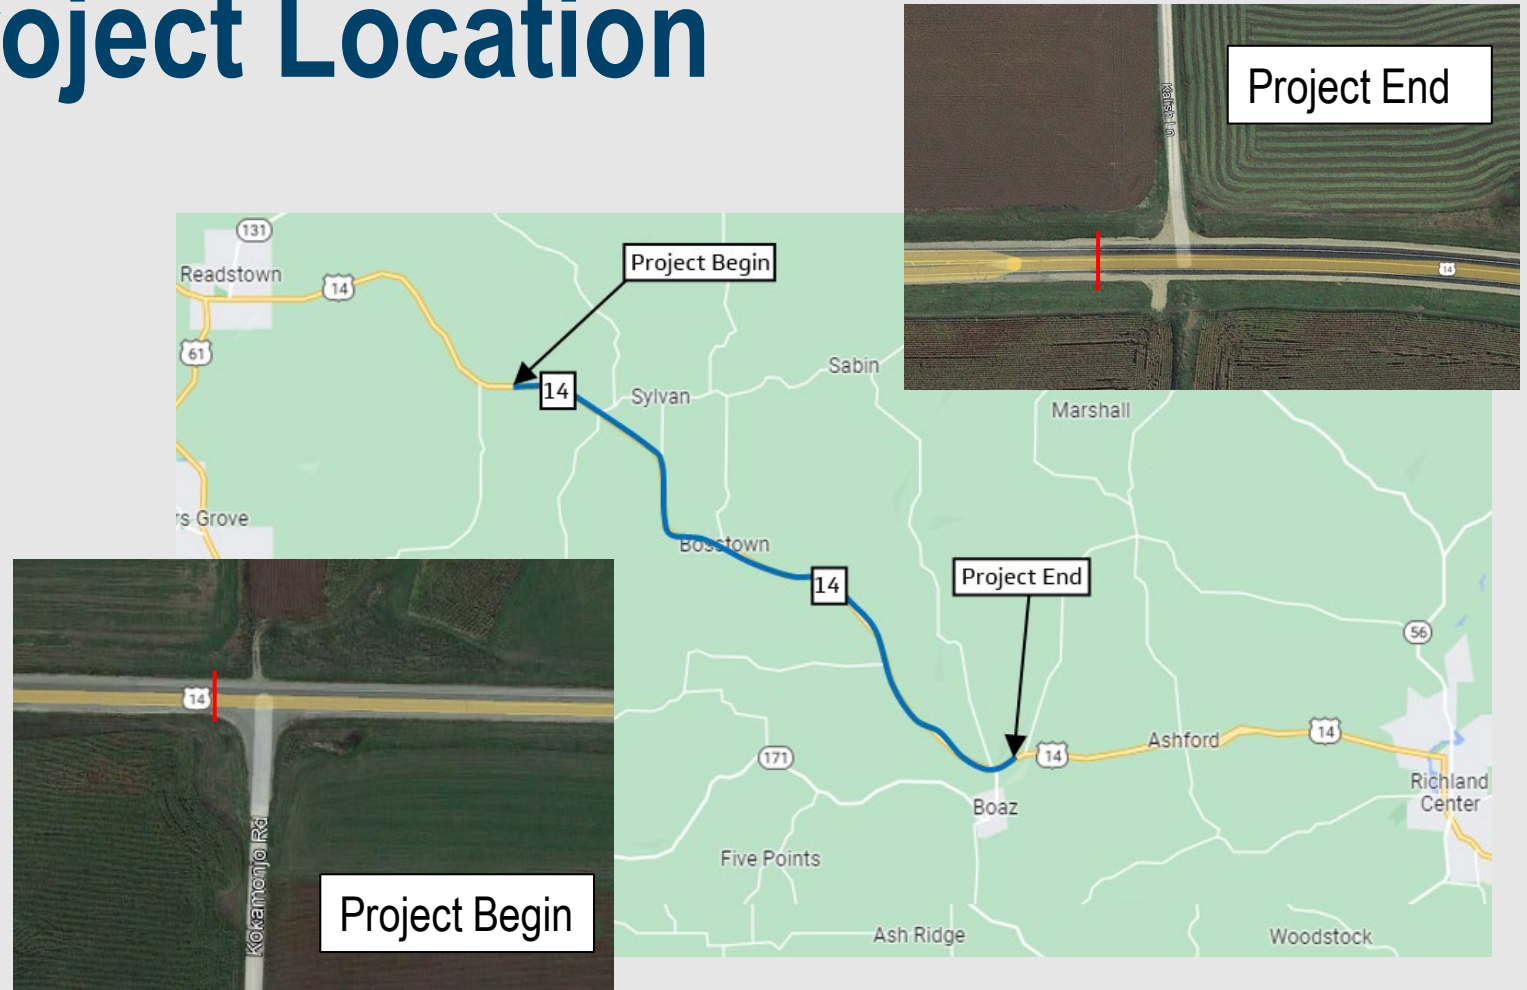 oject Location
Project End
Kalish Ln
14
131
Readstown
14
Project Begin
61
14
Sylvan
Sabin
Marshall
rs Grove
Bosstown
14
Project End
56
171
14
Ashford
14
Richland
Center
Boaz
Five Points
Ash Ridge
Woodstock
14
Kokamonjo Rd
Project Begin